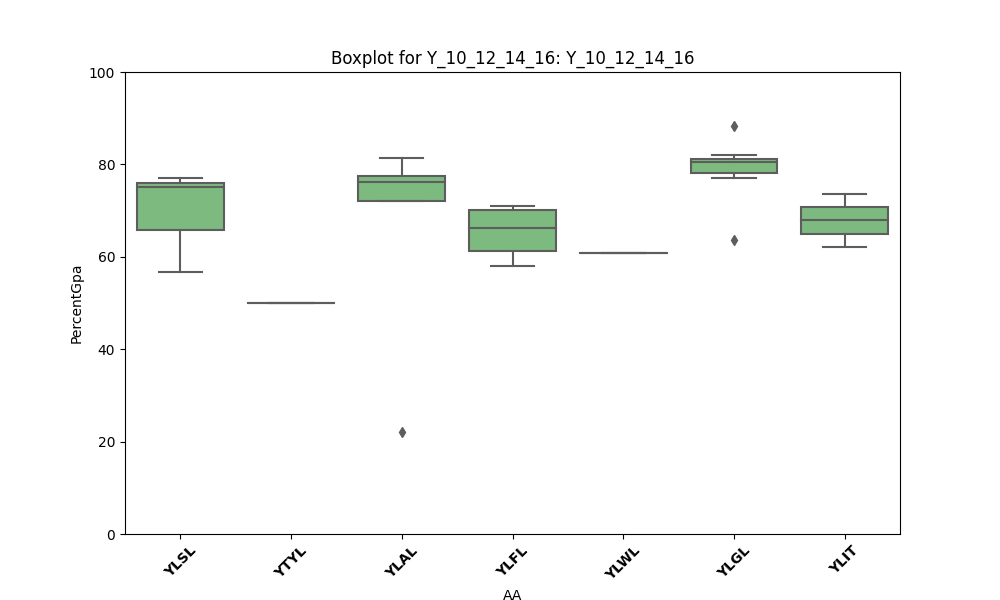 Boxplot for Y_10_12_14_16: Y_10_12_14_16
100
80
60
40
20
0
PercentGpa
YLSL
YTYL
YLAL
YLFL
YLWL
YLGL
YLIT
AA